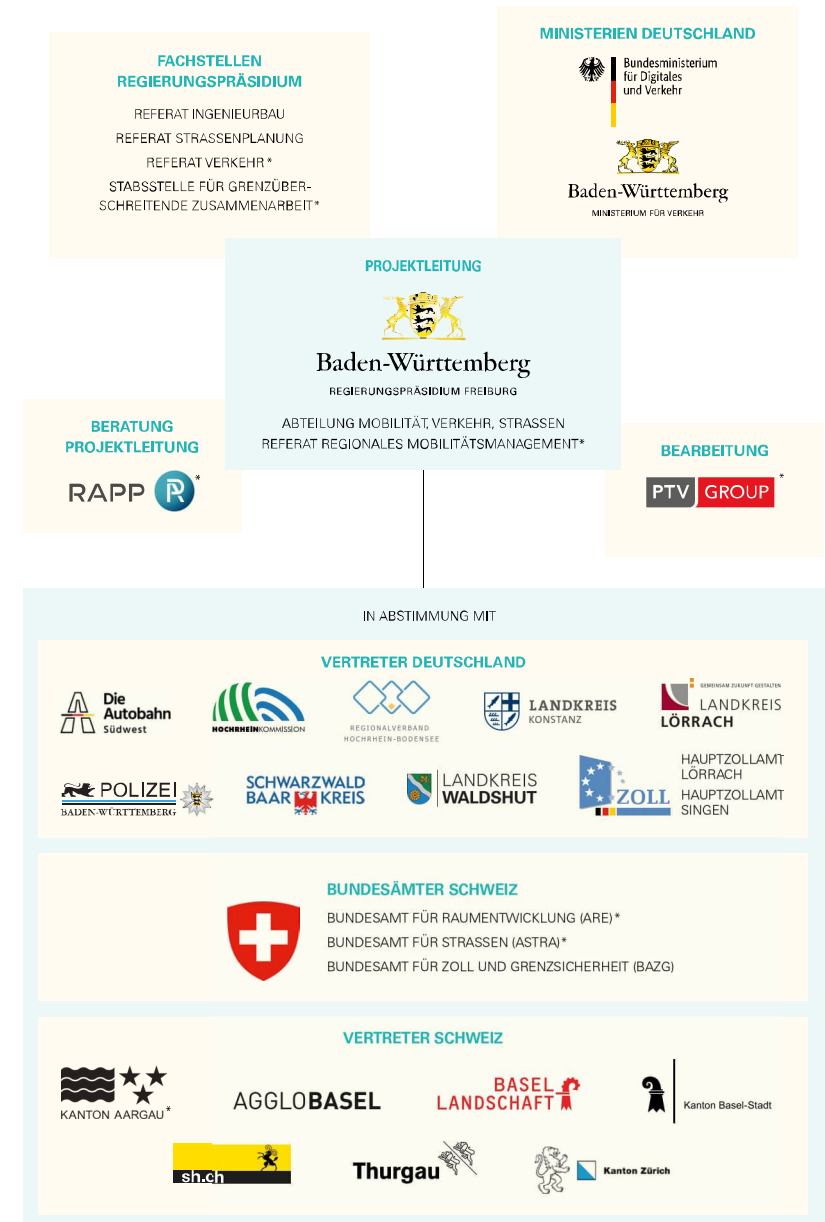 FACHSTELLEN
REGIERUNGSPRÄSIDIUM
REFERAT INGENIEURBAU
REFERAT STRASSENPLANUNG
REFERAT VERKEHR*
STABSSTELLE FÜR GRENZÜBER-
SCHREITENDE ZUSAMMENARBEIT*
MINISTERIEN DEUTSCHLAND
Bundesministerium
für Digitales
und Verkehr
Baden-Württemberg
MINISTERIUM FÜR VERKEHR
PROJEKTLEITUNG
Baden-Württemberg
REGIERUNGSPRÄSIDIUM FREIBURG
ABTEILUNG MOBILITÄT, VERKEHR, STRASSEN
REFERAT REGIONALES MOBILITÄTSMANAGEMENT*
BERATUNG
PROJEKTLEITUNG
RAPP R*
BEARBEITUNG
PTV GROUP*
IN ABSTIMMUNG MIT
VERTRETER DEUTSCHLAND
Die
Autobahn
Südwest
HOCHRHEINKOMMISSION
REGIONALVERBAND
HOCHRHEIN-BODENSEE
LANDKREIS
KONSTANZ
GEMEINSAM ZUKUNFT GESTALTEN
LANDKREIS
LÖRRACH
POLIZEI
BADEN-WÜRTTEMBERG
SCHWARZWALD
BAAR KREIS
LANDKREIS
WALDSHUT
ZOLL
HAUPTZOLLAMT
LÖRRACH
HAUPTZOLLAMT
SINGEN
BUNDESÄMTER SCHWEIZ
BUNDESAMT FÜR RAUMENTWICKLUNG (ARE)*
BUNDESAMT FÜR STRASSEN (ASTRA)*
BUNDESAMT FÜR ZOLL UND GRENZSICHERHEIT (BAZG)
VERTRETER SCHWEIZ
KANTON AARGAU*
AGGLOBASEL
BASEL
LANDSCHAFT
Kanton Basel-Stadt
sh.ch
Thurgau
Kanton Zürich